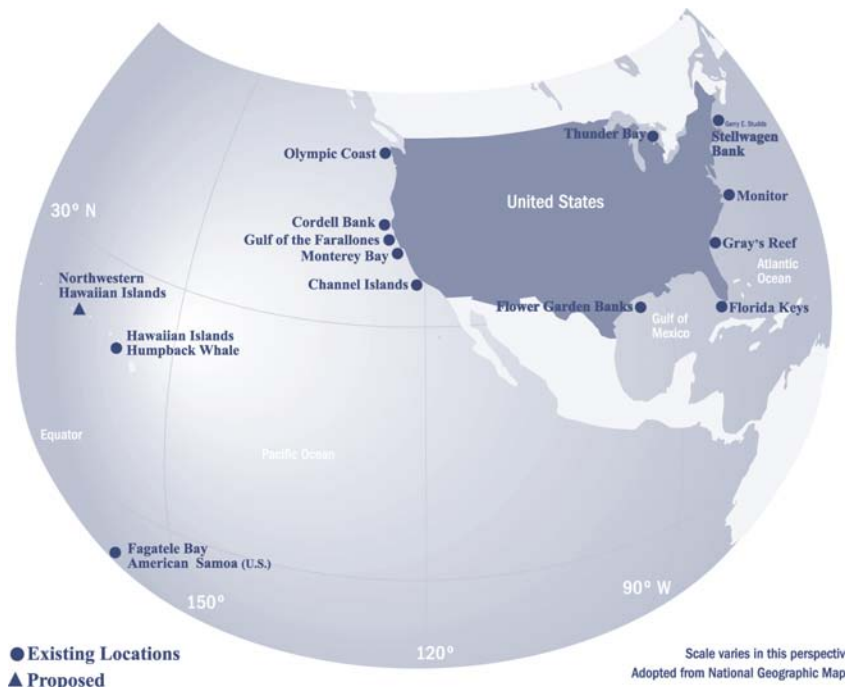 Gerry E. Studds
Stellwagen
Bank
Thunder Bay
Olympic Coast
Monitor
United States
30° N
Cordell Bank
Gulf of the Farallones
Monterey Bay
Gray's Reef
Atlantic
Ocean
Northwestern
Hawaiian Islands
Channel Islands
Flower Garden Banks
Florida Keys
Gulf of
Mexico
Hawaiian Islands
Humpback Whale
Equator
Pacific Ocean
Fagatele Bay
American Samoa (U.S.)
150°
90° W
120°
Existing Locations
Proposed
Scale varies in this perspectiv
Adopted from National Geographic Map